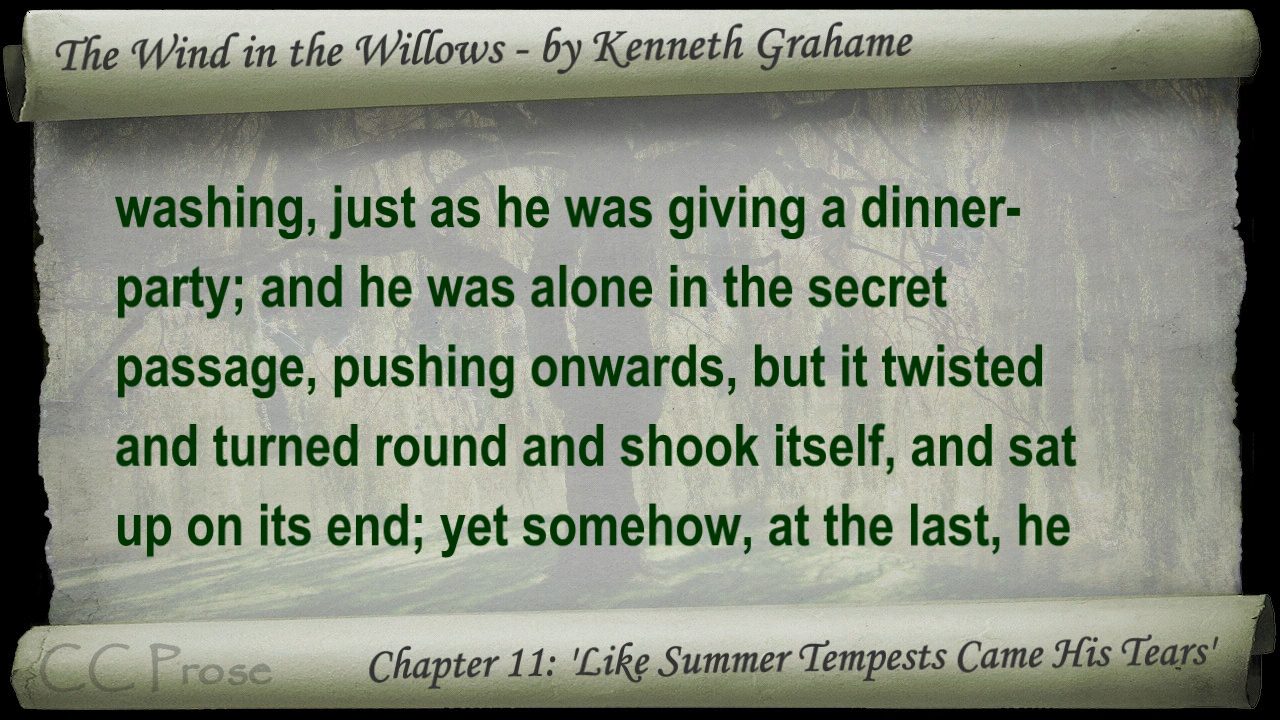 The Wind in the Willows - by Kenneth Grahame
washing, just as he was giving a dinner-
party; and he was alone in the secret
passage, pushing onwards, but it twisted
and turned round and shook itself, and sat
up on its end; yet somehow, at the last, he
CC Prose
Chapter 11: 'Like Summer Tempests Came His Tears'